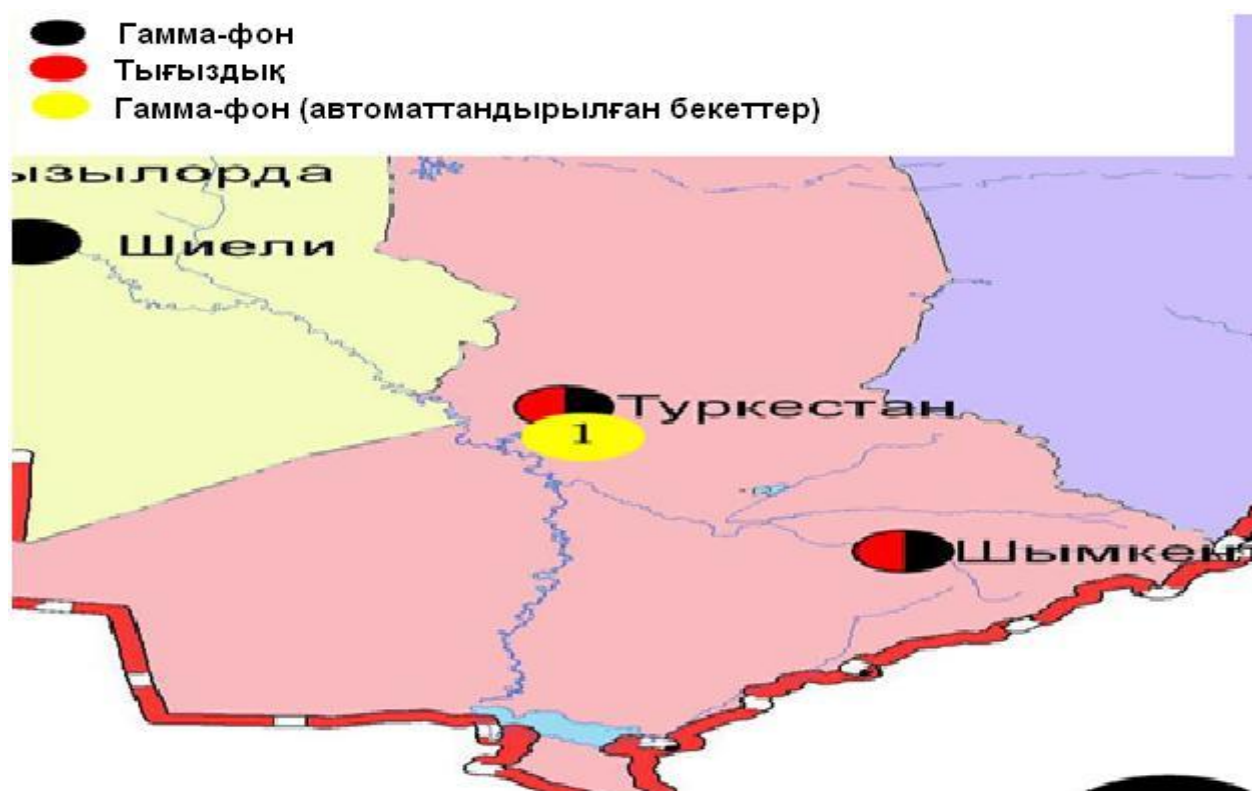 Гамма-фон
Тығыздық
Гамма-фон (автоматтандырылған бекеттер)
ызылорда
Шиели
Туркестан
1
Шымкент